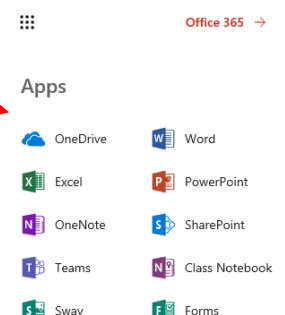 Office 365 →
Apps
OneDrive Word
Excel PowerPoint
OneNote SharePoint
Teams Class Notebook
Sway Forms